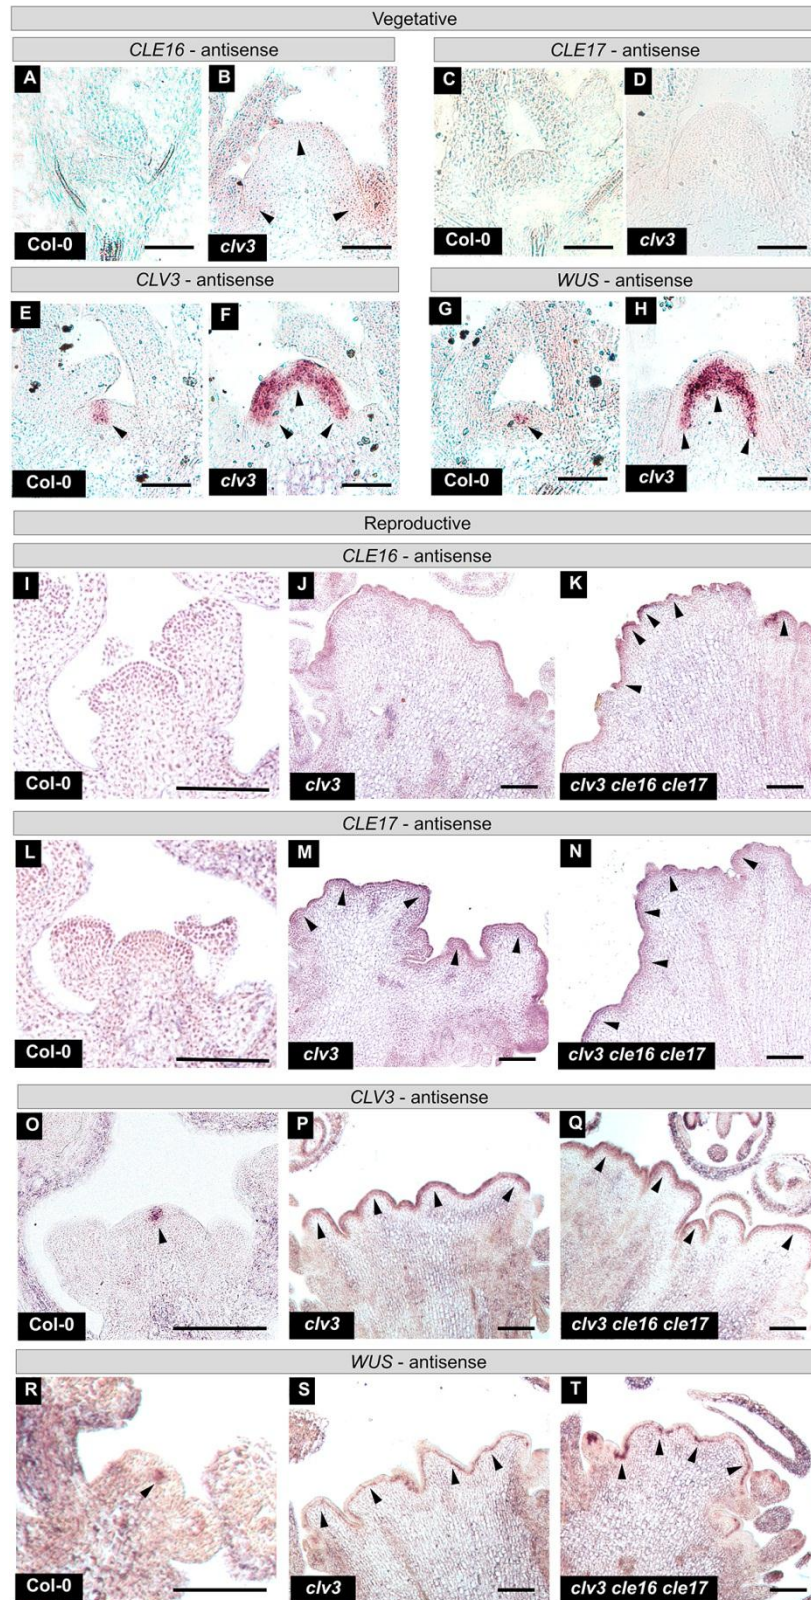 Vegetative
CLE16 - antisense
CLE17 - antisense
A
B
C
D
Col-0
clv3
Col-0
clv3
CLV3 - antisense
WUS - antisense
E
F
G
H
Col-0
clv3
Col-0
clv3
Reproductive
CLE16 - antisense
I
J
K
Col-0
clv3
clv3 cle16 cle17
CLE17 - antisense
L
M
N
Col-0
clv3
clv3 cle16 cle17
CLV3 - antisense
O
P
Q
Col-0
clv3
clv3 cle16 cle17
WUS - antisense
R
S
T
Col-0
clv3
clv3 cle16 cle17